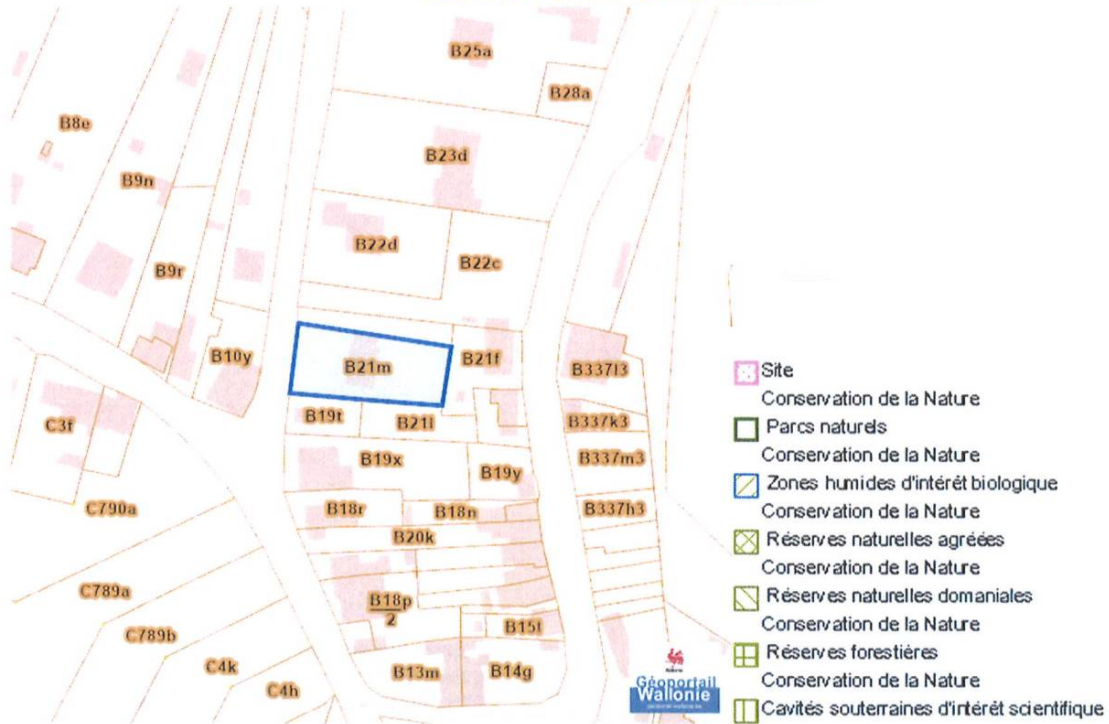 B25a
B28a
B8e
B23d
B9n
B22d
B22c
B9r
B10y
B21m
B21f
B337l3
C3f
B19t
B21l
B337k3
B19x
B19y
B337m3
C790a
B18r
B18n
B337h3
B20k
C789a
B18p
2
C789b
B15l
C4k
B13m
B14g
C4h
Géoportail
Wallonie
Site
Conservation de la Nature
Parcs naturels
Conservation de la Nature
Zones humides d'intérêt biologique
Conservation de la Nature
Réserves naturelles agréées
Conservation de la Nature
Réserves naturelles domaniales
Conservation de la Nature
Réserves forestières
Conservation de la Nature
Cavités souterraines d'intérêt scientifique